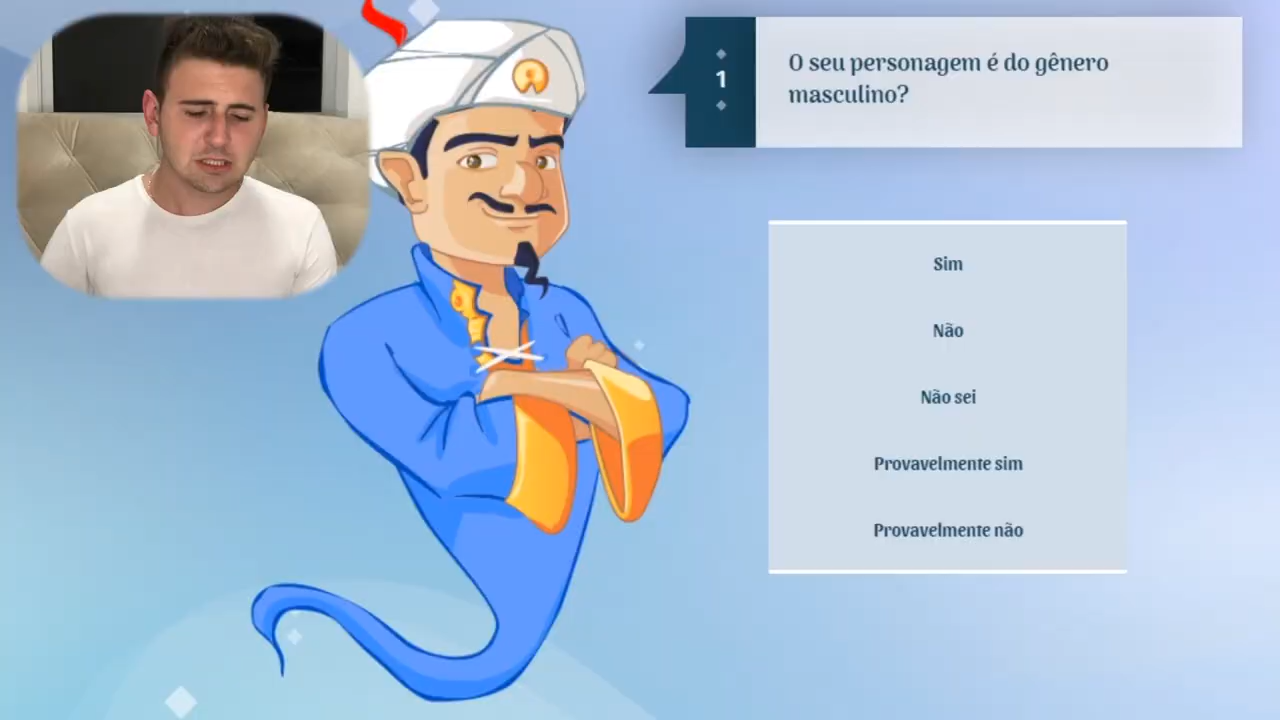 1
O seu personagem é do gênero
masculino?
Sim
Não
Não sei
Provavelmente sim
Provavelmente não